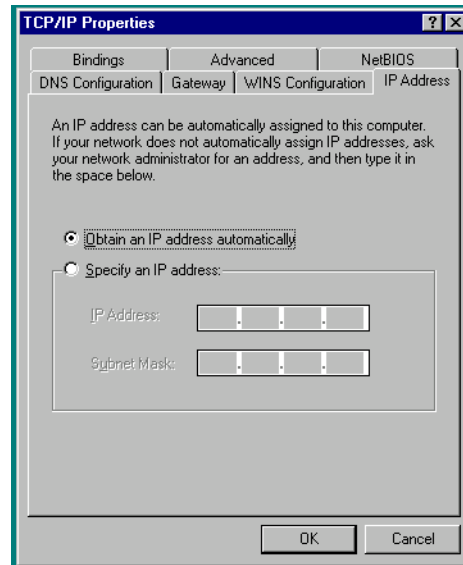 TCP/IP Properties
Bindings Advanced NetBIOS
DNS Configuration Gateway WINS Configuration IP Address
An IP address can be automatically assigned to this computer.
If your network does not automatically assign IP addresses, ask
your network administrator for an address, and then type it in
the space below.
Obtain an IP address automatically
Specify an IP address:
IP Address:
Subnet Mask:
OK Cancel